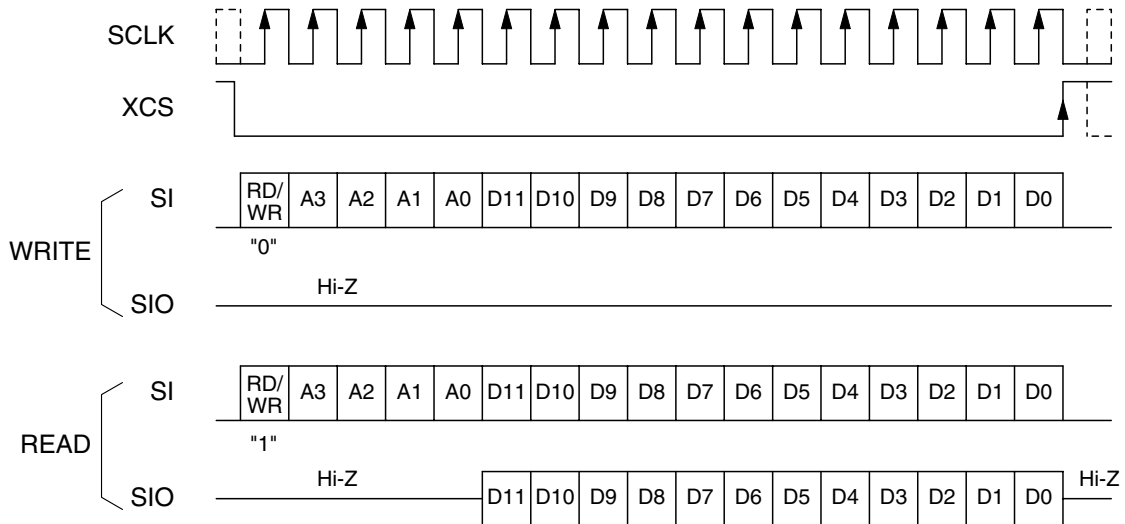 SCLK
XCS
WRITE
SI
RD/
WR
A3 A2 A1 A0 D11 D10 D9 D8 D7 D6 D5 D4 D3 D2 D1 D0
"0"
Hi-Z
SIO
READ
SI
RD/
WR
A3 A2 A1 A0 D11 D10 D9 D8 D7 D6 D5 D4 D3 D2 D1 D0
"1"
Hi-Z
Hi-Z
SIO
D11 D10 D9 D8 D7 D6 D5 D4 D3 D2 D1 D0